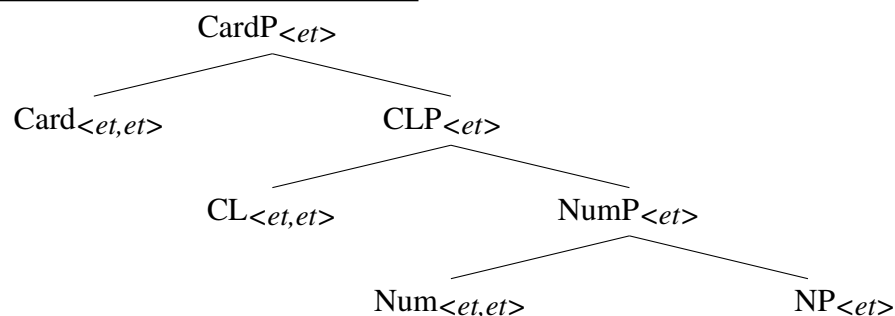 CardP<et>
Card<et,et> CLP<et>
CL<et,et> NumP<et>
Num<et,et> NP<et>